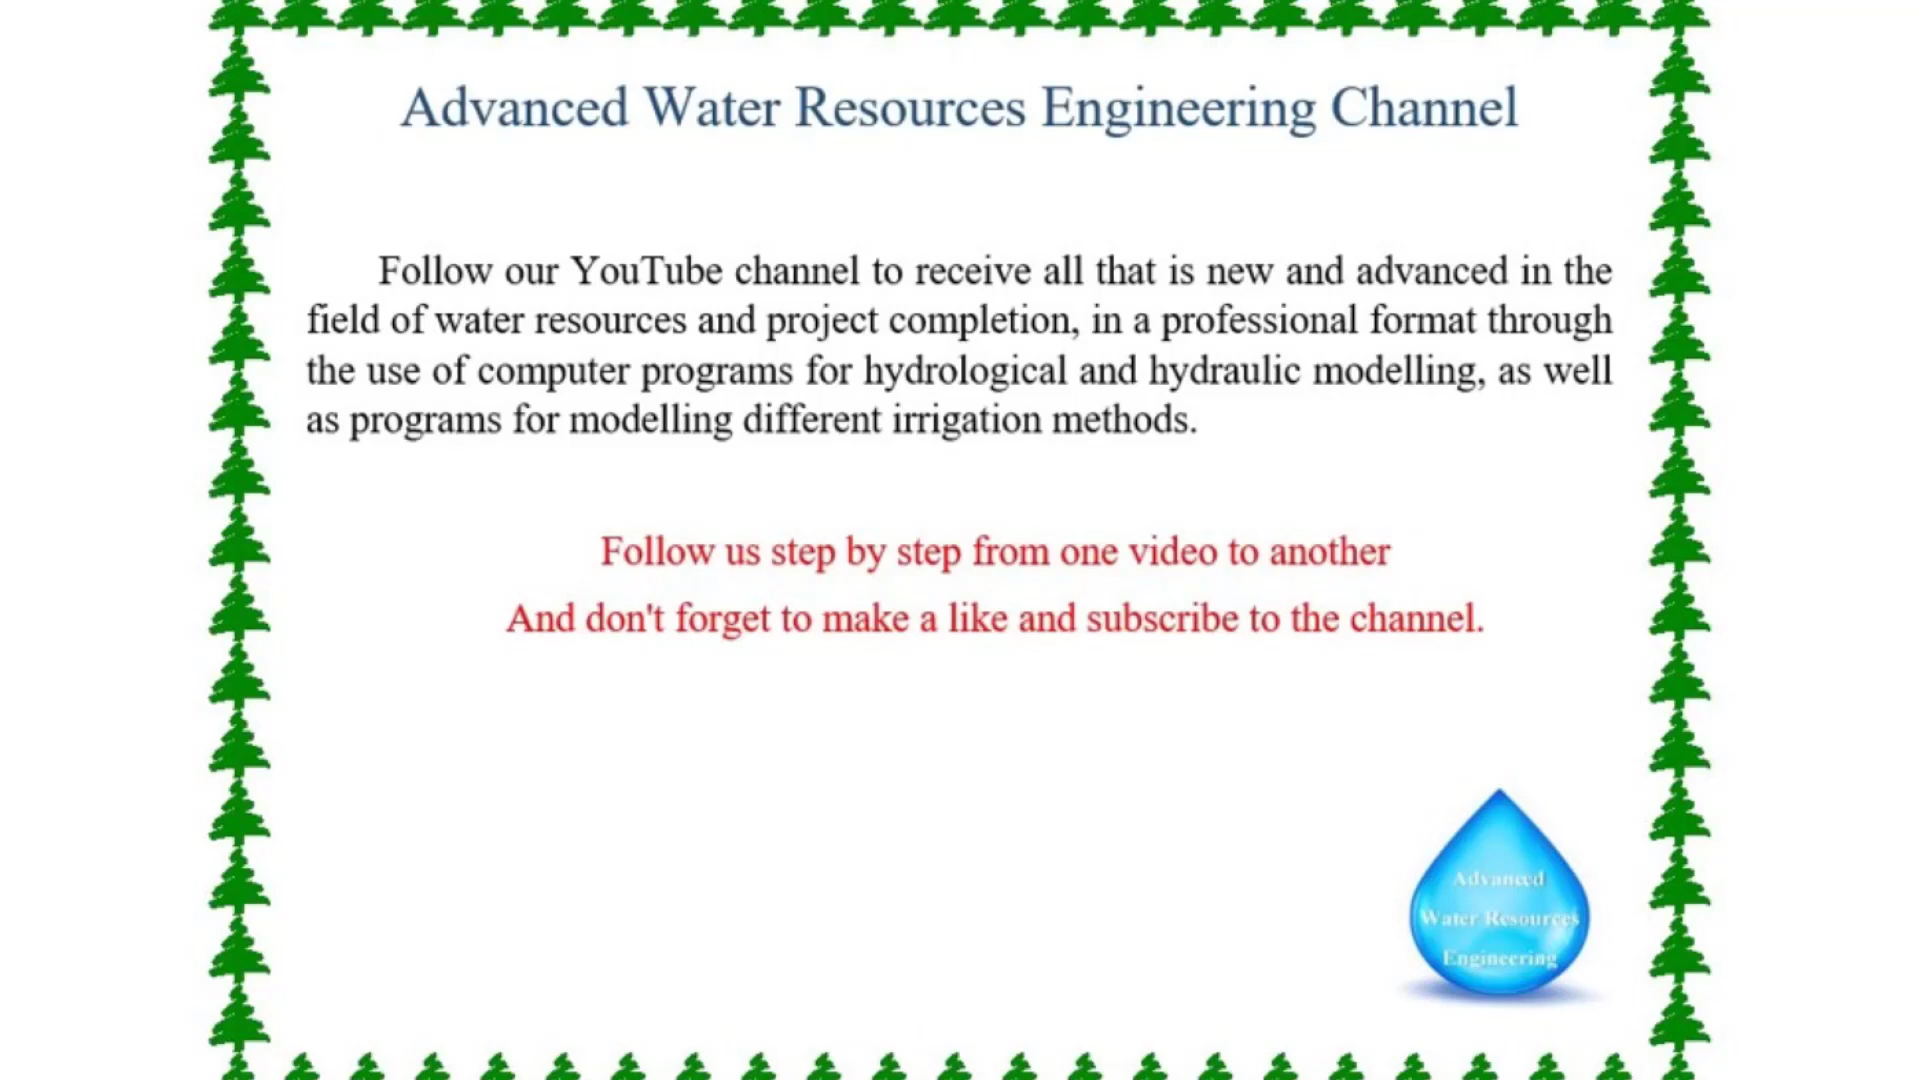 Advanced Water Resources Engineering Channel
Follow our YouTube channel to receive all that is new and advanced in the
field of water resources and project completion, in a professional format through
the use of computer programs for hydrological and hydraulic modelling, as well
as programs for modelling different irrigation methods.
Follow us step by step from one video to another
And don't forget to make a like and subscribe to the channel.
Advanced
Water Resources
Engineering